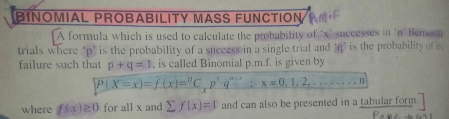 BINOMIAL PROBABILITY MASS FUNCTION P.M.F
A formula which is used to calculate the probability of 'x' successes in 'n' Bernoulli
trials where "p" is the probability of a success in a single trial and 'q' is the probability of its
failure such that p + q = 1, is called Binomial p.m.f. is given by
P(X=x)=f(x)=ⁿCₓ pˣ qⁿ⁻ˣ ; x=0,1,2,.........n
where f(x)≥0 for all x and ∑ f(x)=1 and can also be presented in a tabular form.